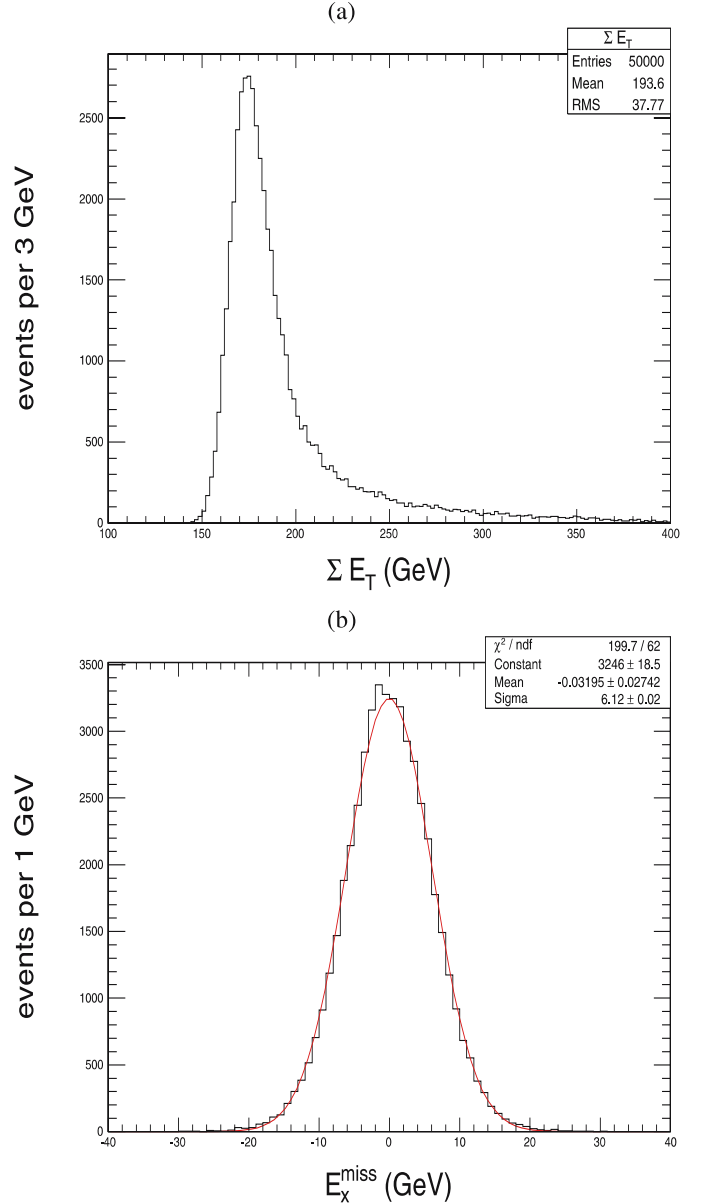 (a)
Σ E_T
Entries 50000
Mean 193.6
RMS 37.77
events per 3 GeV
2500
2000
1500
1000
500
0
100 150 200 250 300 350 400
Σ E_T (GeV)
(b)
χ² / ndf 199.7 / 62
Constant 3246 ± 18.5
Mean -0.03195 ± 0.02742
Sigma 6.12 ± 0.02
events per 1 GeV
3500
3000
2500
2000
1500
1000
500
0
-40 -30 -20 -10 0 10 20 30 40
E_x^miss (GeV)